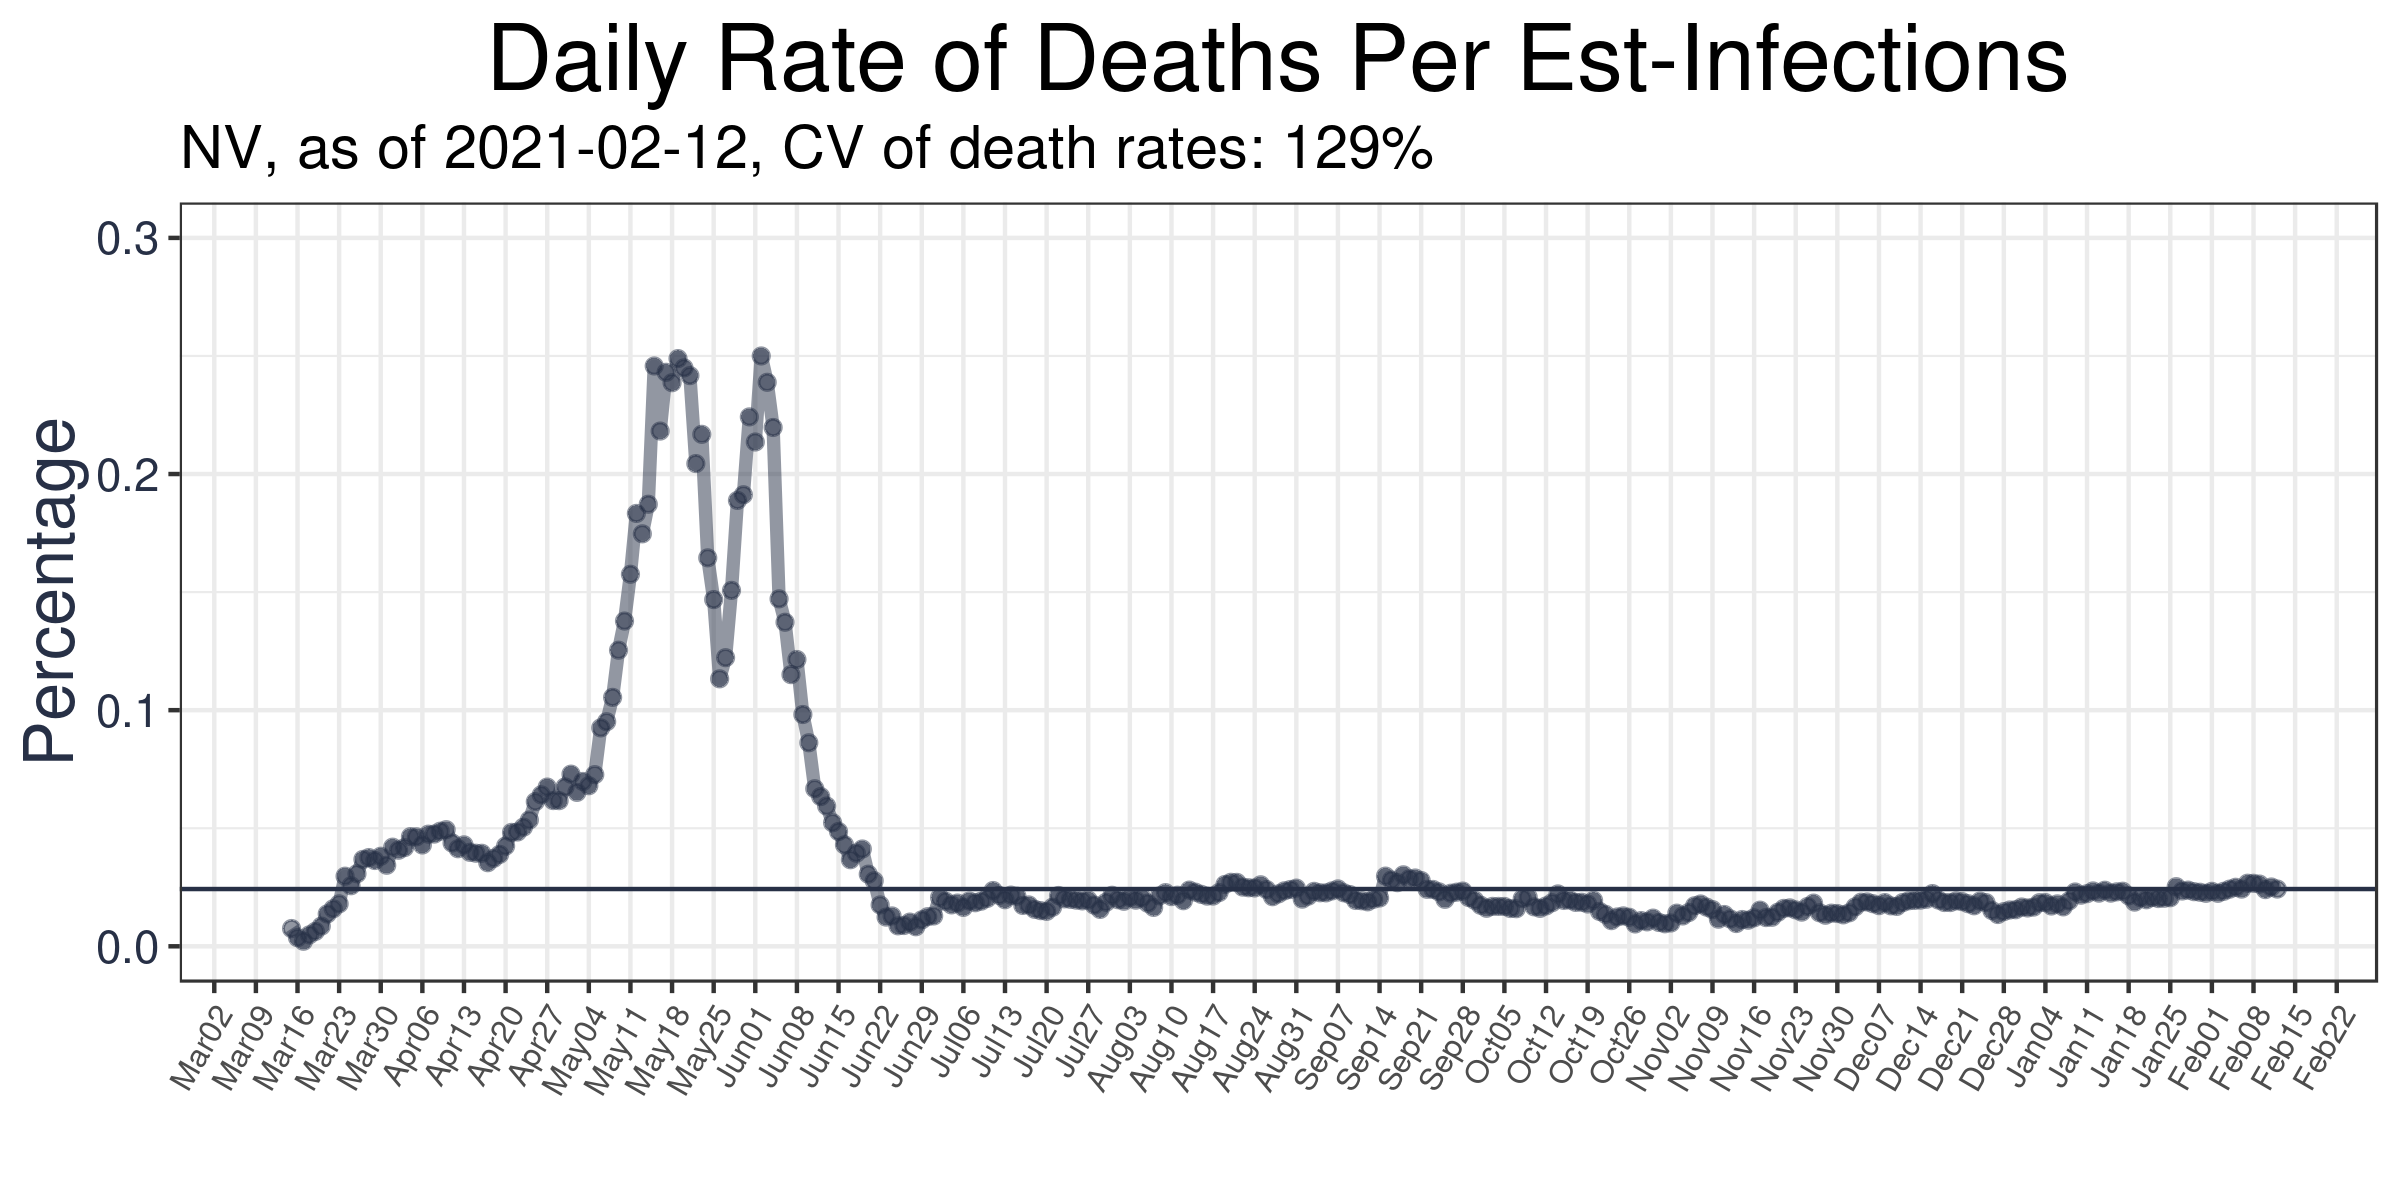 Daily Rate of Deaths Per Est-Infections
NV, as of 2021-02-12, CV of death rates: 129%
Percentage
0.3
0.2
0.1
0.0
Mar02
Mar09
Mar16
Mar23
Mar30
Apr06
Apr13
Apr20
Apr27
May04
May11
May18
May25
Jun01
Jun08
Jun15
Jun22
Jun29
Jul06
Jul13
Jul20
Jul27
Aug03
Aug10
Aug17
Aug24
Aug31
Sep07
Sep14
Sep21
Sep28
Oct05
Oct12
Oct19
Oct26
Nov02
Nov09
Nov16
Nov23
Nov30
Dec07
Dec14
Dec21
Dec28
Jan04
Jan11
Jan18
Jan25
Feb01
Feb08
Feb15
Feb22